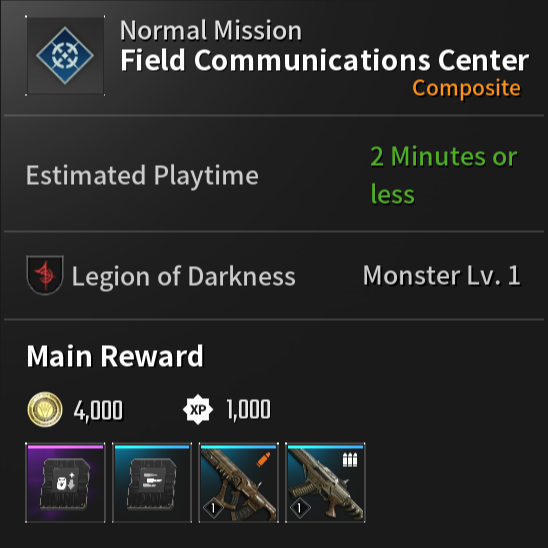 Normal Mission
Field Communications Center
Composite
Estimated Playtime
2 Minutes or
less
Legion of Darkness
Monster Lv. 1
Main Reward
4,000
XP
1,000
1
1